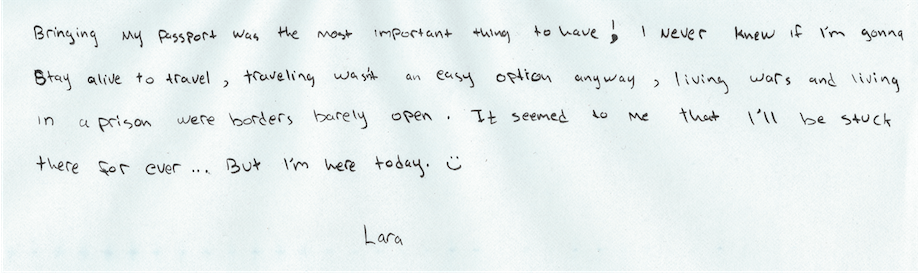 Bringing my passport was the most important thing to have! I never knew if I'm gonna
stay alive to travel, traveling wasn't an easy option anyway, living wars and living
in a prison were borders barely open. It seemed to me that I'll be stuck
there for ever... But I'm here today. :)
Lara